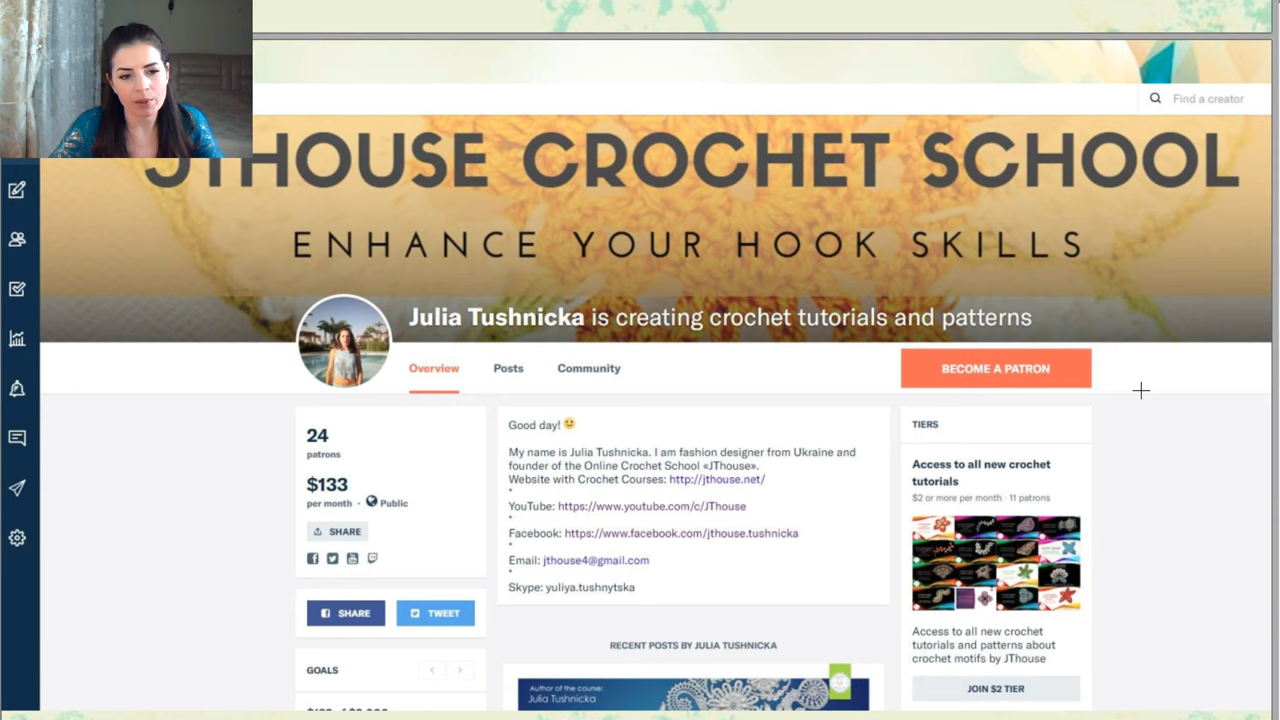 Find a creator
JTHOUSE CROCHET SCHOOL
ENHANCE YOUR HOOK SKILLS
Julia Tushnicka is creating crochet tutorials and patterns
Overview
Posts
Community
BECOME A PATRON
24
patrons
$133
per month · Public
SHARE
SHARE
TWEET
GOALS
Good day!
My name is Julia Tushnicka. I am fashion designer from Ukraine and
founder of the Online Crochet School «JThouse».
Website with Crochet Courses: http://jthouse.net/
*
YouTube: https://www.youtube.com/c/JThouse
*
Facebook: https://www.facebook.com/jthouse.tushnicka
*
Email: jthouse4@gmail.com
*
Skype: yuliya.tushnytska
RECENT POSTS BY JULIA TUSHNICKA
Author of the course:
Julia Tushnicka
TIERS
Access to all new crochet
tutorials
$2 or more per month · 11 patrons
Access to all new crochet
tutorials and patterns about
crochet motifs by JThouse
JOIN $2 TIER